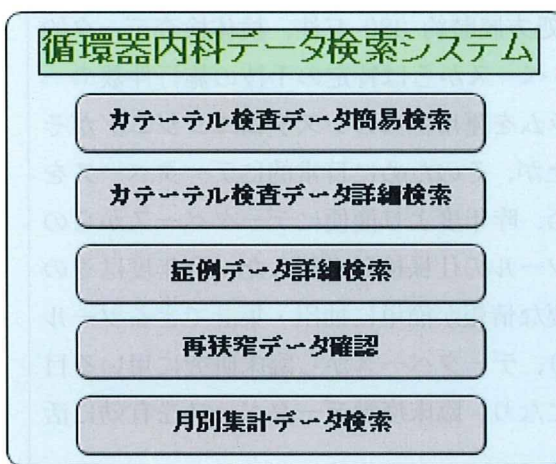 循環器内科データ検索システム
カテーテル検査データ簡易検索
カテーテル検査データ詳細検索
症例データ詳細検索
再狭窄データ確認
月別集計データ検索